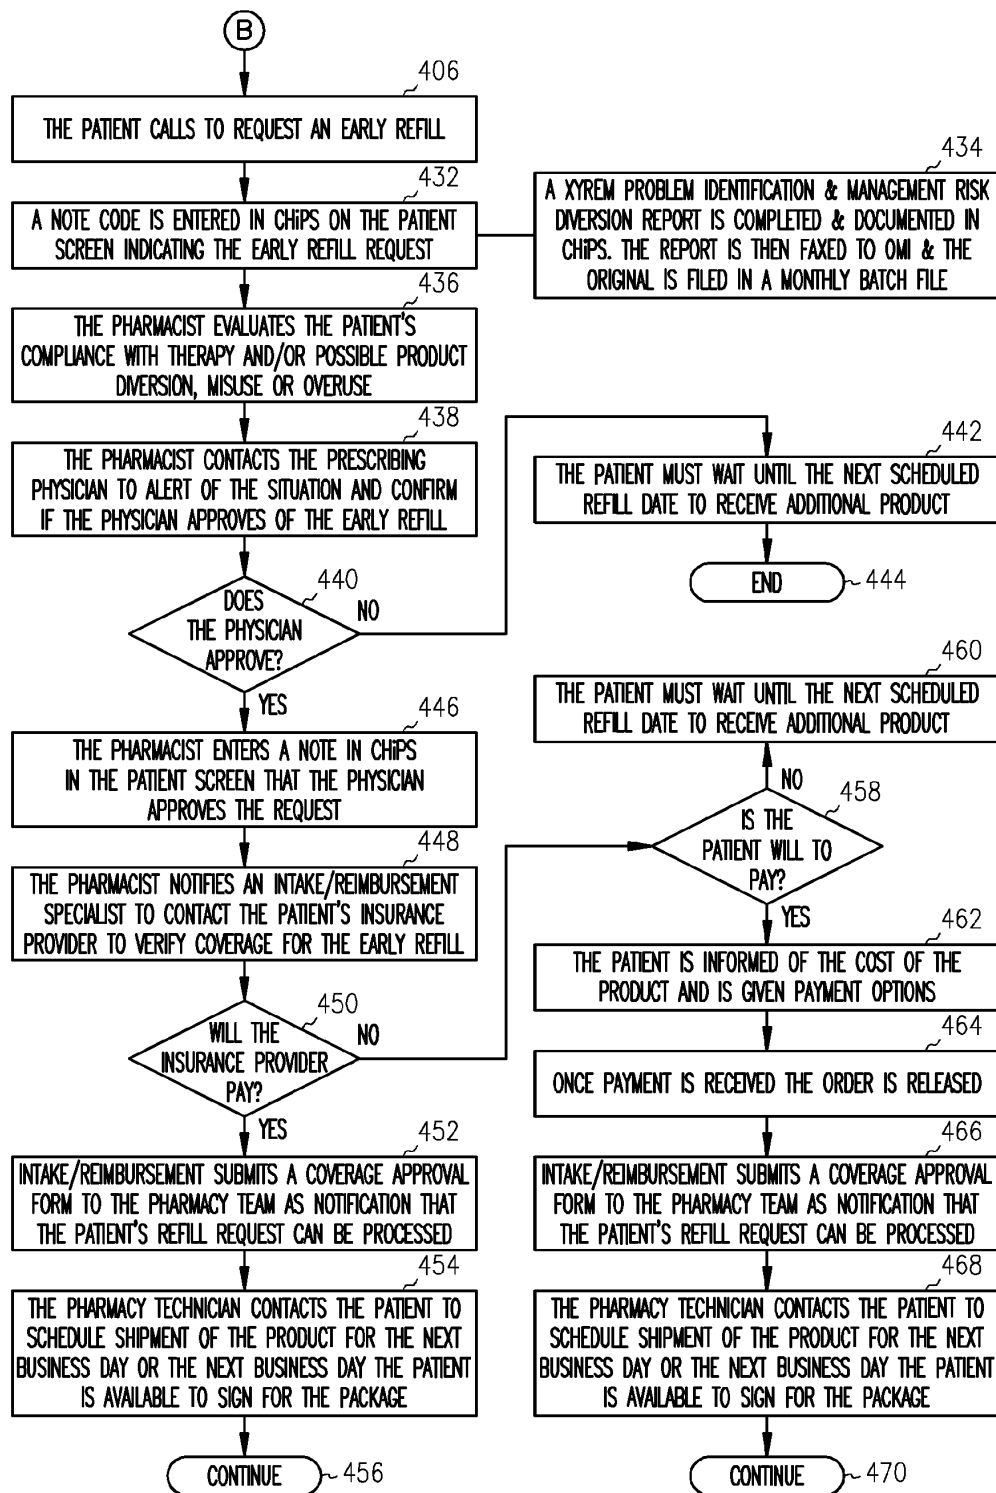 B
406
THE PATIENT CALLS TO REQUEST AN EARLY REFILL
432
A NOTE CODE IS ENTERED IN CHiPS ON THE PATIENT
SCREEN INDICATING THE EARLY REFILL REQUEST
434
A XYREM PROBLEM IDENTIFICATION & MANAGEMENT RISK
DIVERSION REPORT IS COMPLETED & DOCUMENTED IN
CHiPS. THE REPORT IS THEN FAXED TO OMI & THE
ORIGINAL IS FILED IN A MONTHLY BATCH FILE
436
THE PHARMACIST EVALUATES THE PATIENT'S
COMPLIANCE WITH THERAPY AND/OR POSSIBLE PRODUCT
DIVERSION, MISUSE OR OVERUSE
438
THE PHARMACIST CONTACTS THE PRESCRIBING
PHYSICIAN TO ALERT OF THE SITUATION AND CONFIRM
IF THE PHYSICIAN APPROVES OF THE EARLY REFILL
440
DOES
THE PHYSICIAN
APPROVE?
NO
YES
442
THE PATIENT MUST WAIT UNTIL THE NEXT SCHEDULED
REFILL DATE TO RECEIVE ADDITIONAL PRODUCT
END
444
446
THE PHARMACIST ENTERS A NOTE IN CHiPS
IN THE PATIENT SCREEN THAT THE PHYSICIAN
APPROVES THE REQUEST
448
THE PHARMACIST NOTIFIES AN INTAKE/REIMBURSEMENT
SPECIALIST TO CONTACT THE PATIENT'S INSURANCE
PROVIDER TO VERIFY COVERAGE FOR THE EARLY REFILL
450
WILL THE
INSURANCE PROVIDER
PAY?
NO
YES
452
INTAKE/REIMBURSEMENT SUBMITS A COVERAGE APPROVAL
FORM TO THE PHARMACY TEAM AS NOTIFICATION THAT
THE PATIENT'S REFILL REQUEST CAN BE PROCESSED
454
THE PHARMACY TECHNICIAN CONTACTS THE PATIENT TO
SCHEDULE SHIPMENT OF THE PRODUCT FOR THE NEXT
BUSINESS DAY OR THE NEXT BUSINESS DAY THE PATIENT
IS AVAILABLE TO SIGN FOR THE PACKAGE
CONTINUE
456
460
THE PATIENT MUST WAIT UNTIL THE NEXT SCHEDULED
REFILL DATE TO RECEIVE ADDITIONAL PRODUCT
NO
458
IS THE
PATIENT WILL TO
PAY?
YES
462
THE PATIENT IS INFORMED OF THE COST OF THE
PRODUCT AND IS GIVEN PAYMENT OPTIONS
464
ONCE PAYMENT IS RECEIVED THE ORDER IS RELEASED
466
INTAKE/REIMBURSEMENT SUBMITS A COVERAGE APPROVAL
FORM TO THE PHARMACY TEAM AS NOTIFICATION THAT
THE PATIENT'S REFILL REQUEST CAN BE PROCESSED
468
THE PHARMACY TECHNICIAN CONTACTS THE PATIENT TO
SCHEDULE SHIPMENT OF THE PRODUCT FOR THE NEXT
BUSINESS DAY OR THE NEXT BUSINESS DAY THE PATIENT
IS AVAILABLE TO SIGN FOR THE PACKAGE
CONTINUE
470